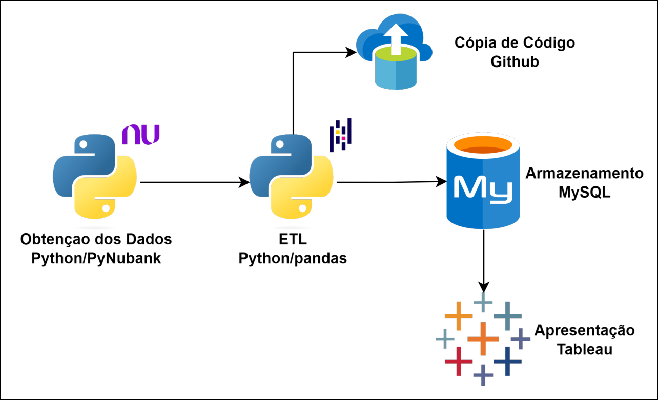 Cópia de Código
Github
nu
My
Armazenamento
MySQL
Obtençao dos Dados
Python/PyNubank
ETL
Python/pandas
Apresentação
Tableau